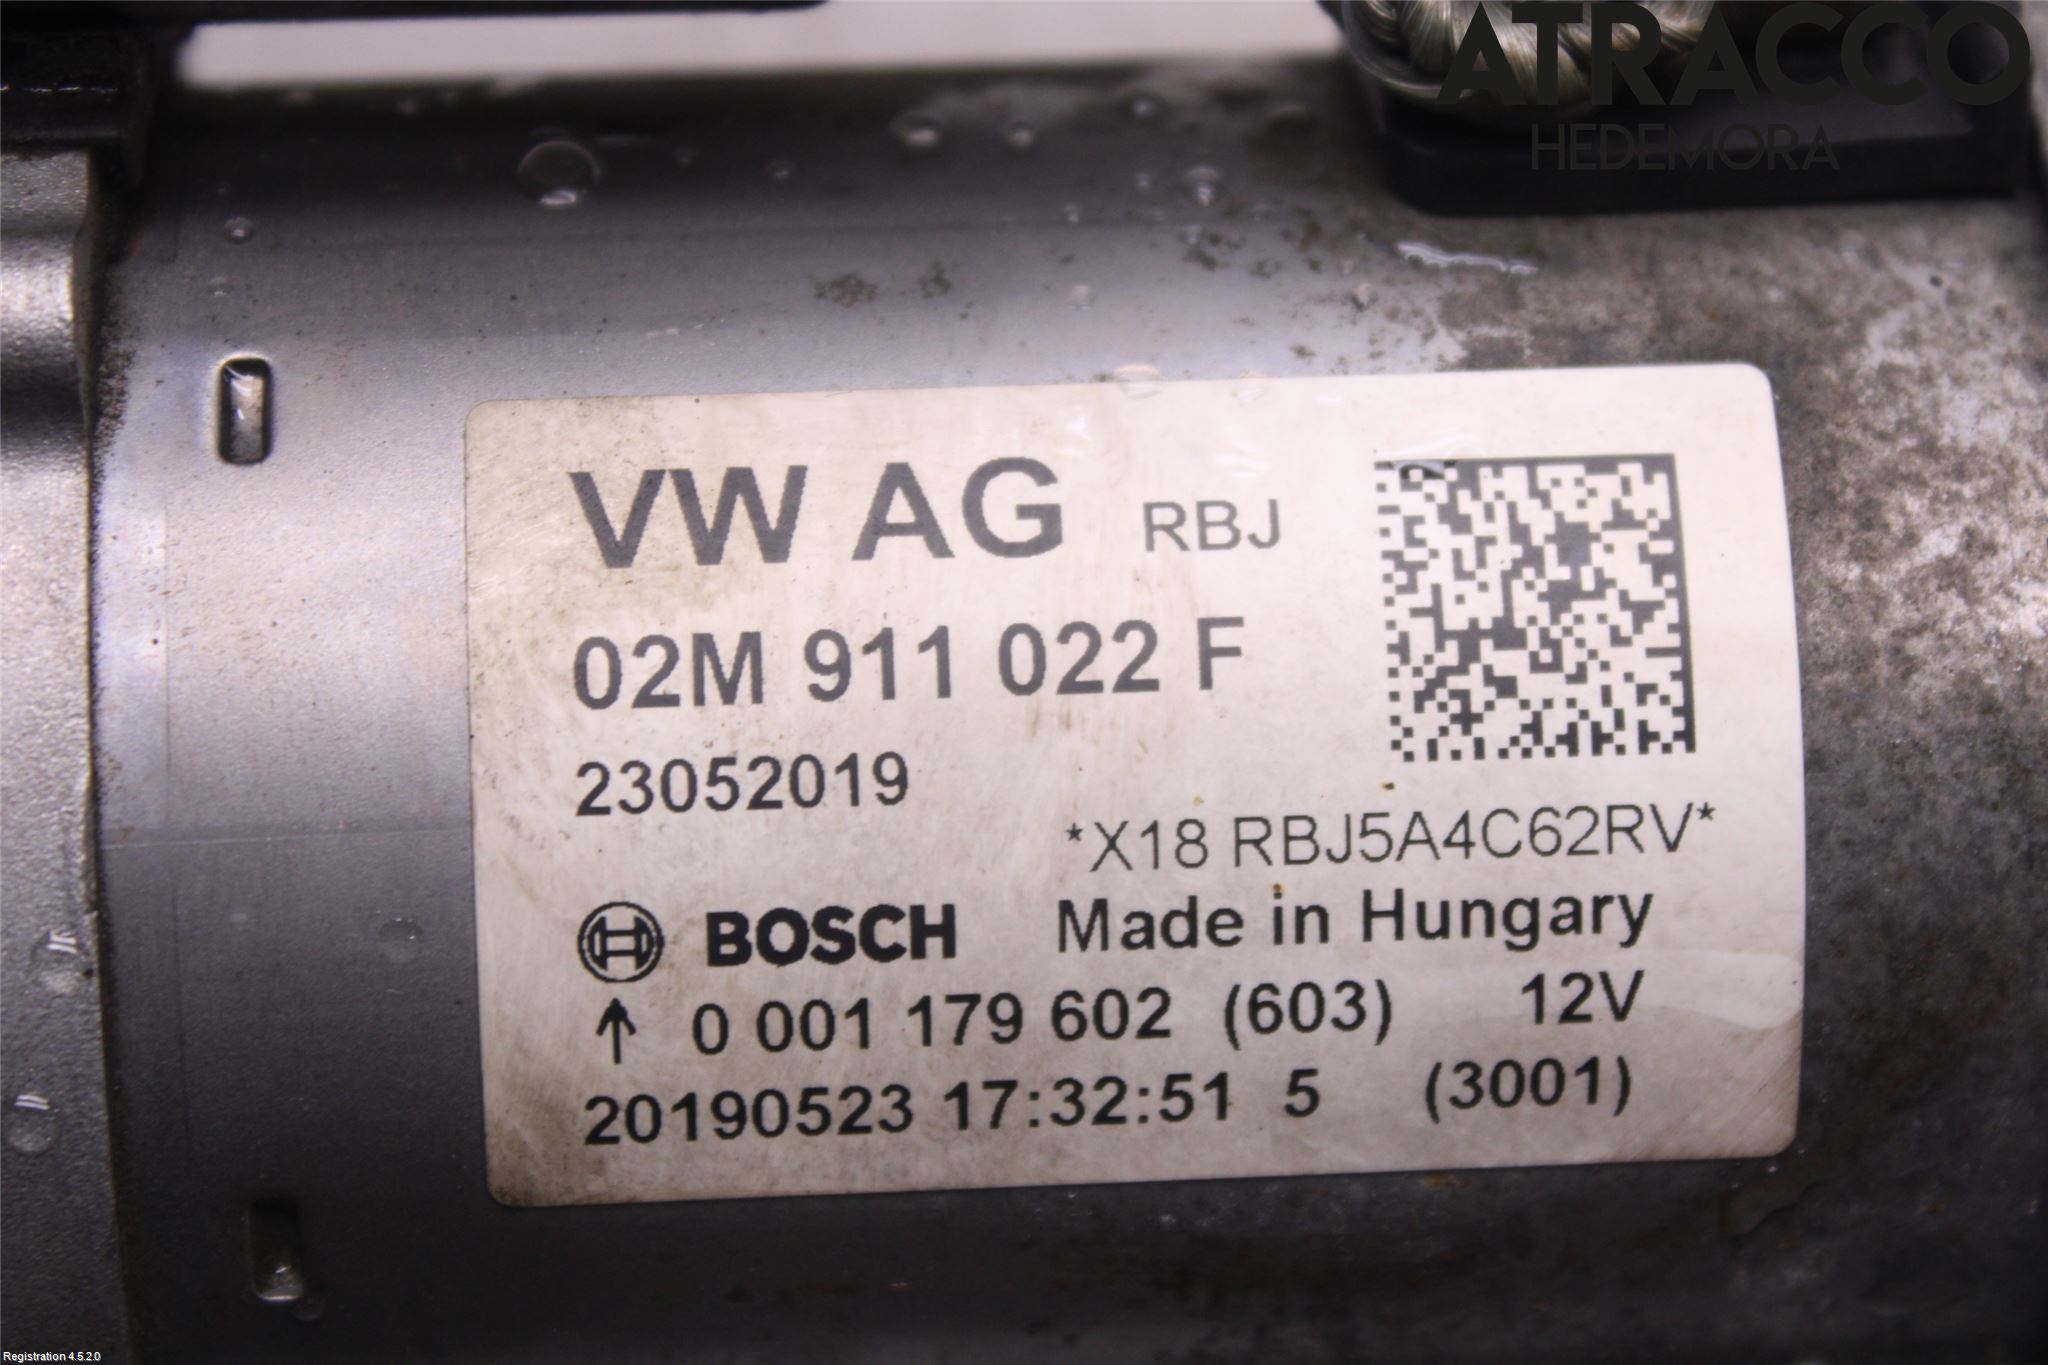 ATRACCO
HEDEMORA
VW AG RBJ
02M 911 022 F
23052019
*X18 RBJ5A4C62RV*
BOSCH Made in Hungary
↑ 0 001 179 602 (603) 12V
20190523 17:32:51 5 (3001)
Registration 4.5.2.0